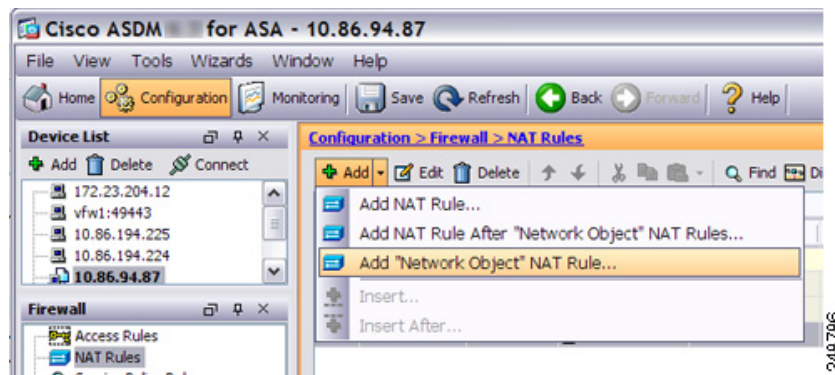 Cisco ASDM for ASA - 10.86.94.87
File View Tools Wizards Window Help
Home Configuration Monitoring Save Refresh Back Forward Help
Device List
Add Delete Connect
172.23.204.12
vfw1:49443
10.86.194.225
10.86.194.224
10.86.94.87
Firewall
Access Rules
NAT Rules
Configuration > Firewall > NAT Rules
Add Edit Delete Find Di
Add NAT Rule...
Add NAT Rule After "Network Object" NAT Rules...
Add "Network Object" NAT Rule...
Insert...
Insert After...